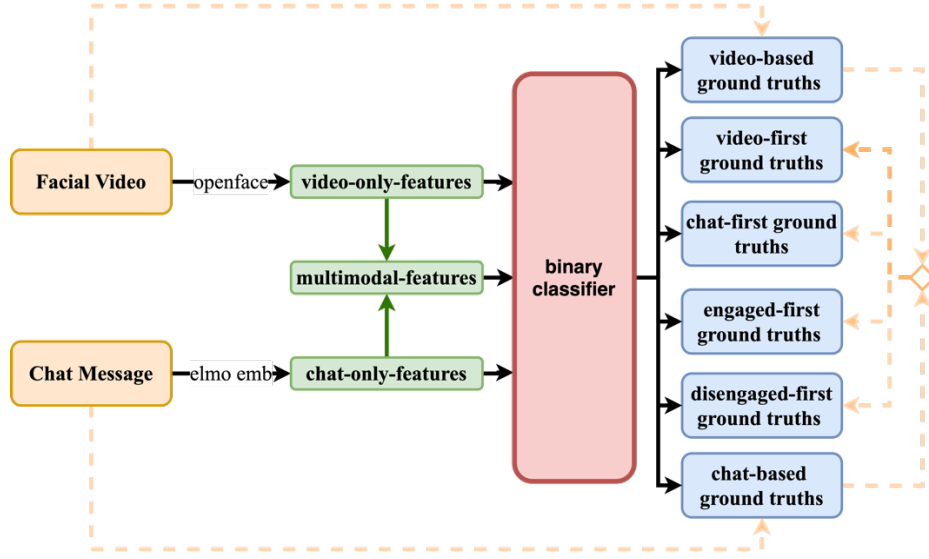 video-based
ground truths
video-first
ground truths
Facial Video
openface
video-only-features
chat-first ground
truths
binary
classifier
multimodal-features
engaged-first
ground truths
Chat Message
elmo emb
chat-only-features
disengaged-first
ground truths
chat-based
ground truths